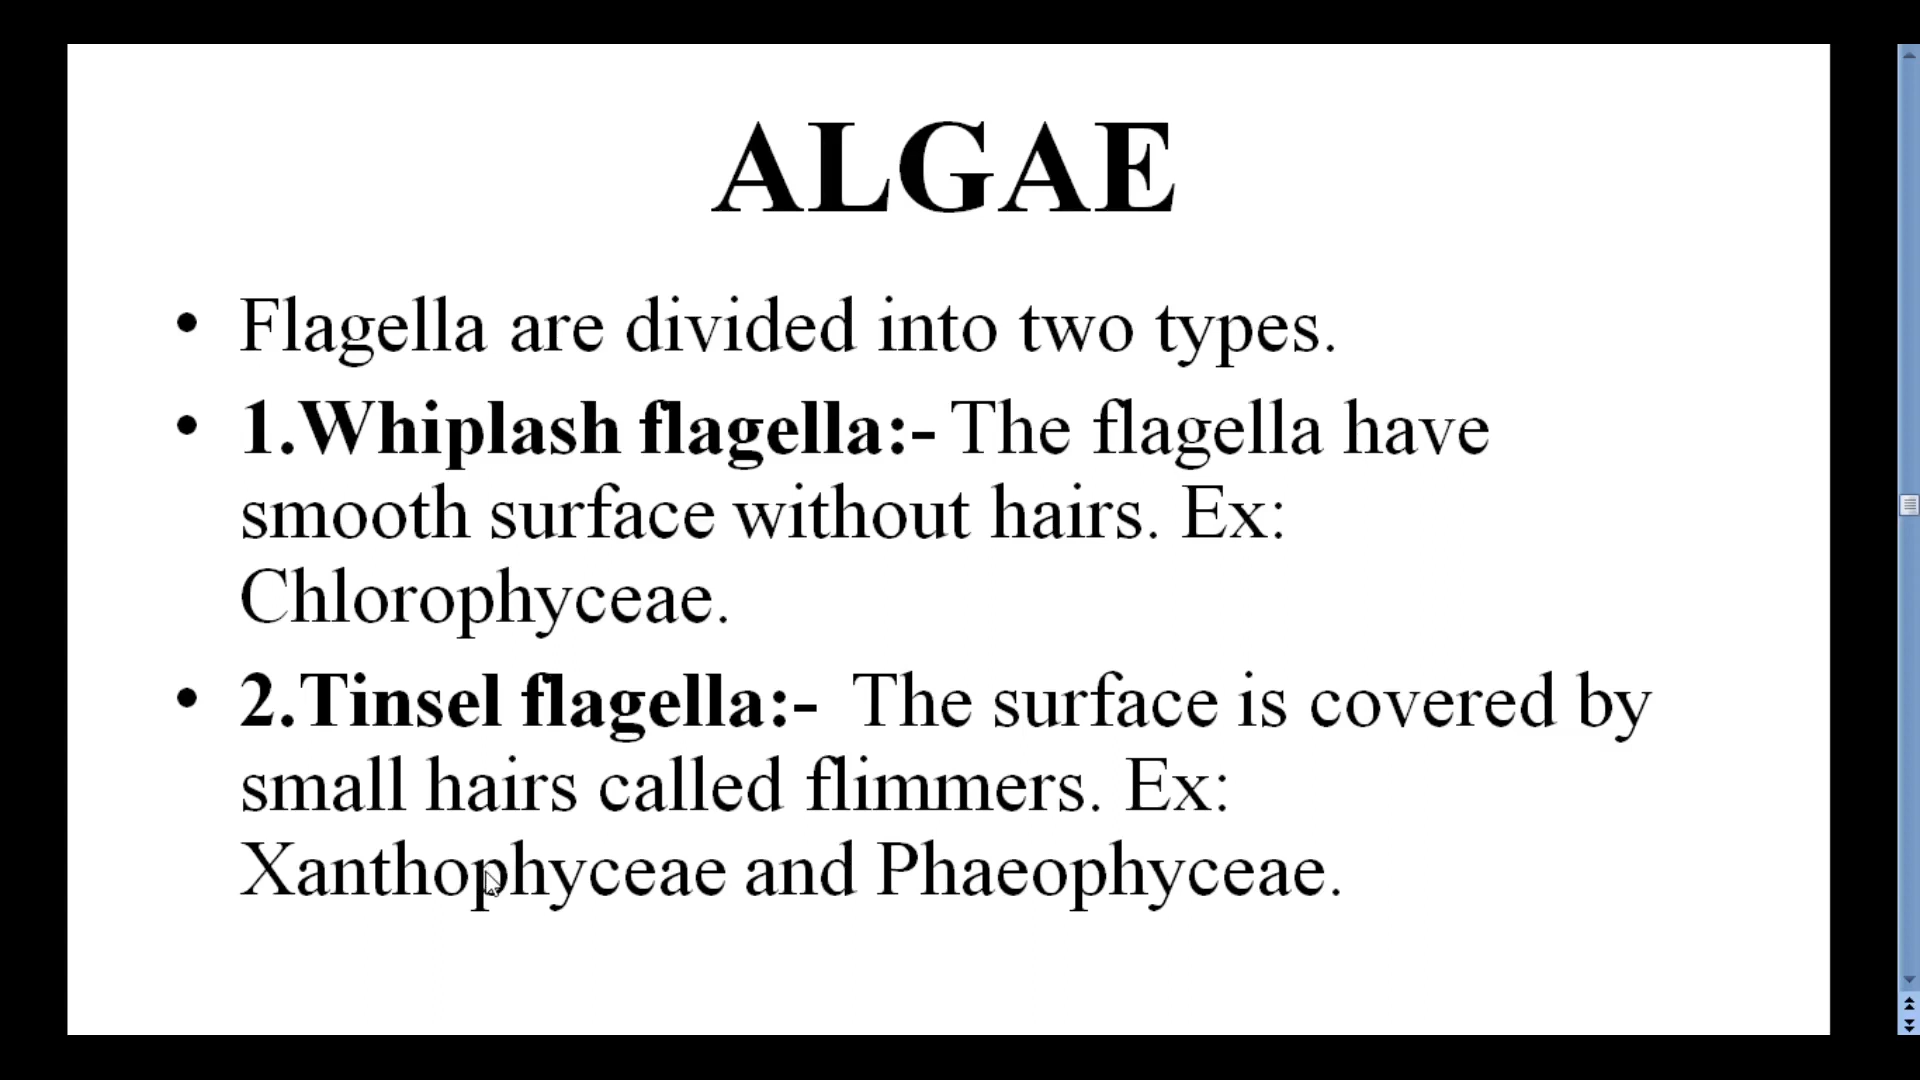 ALGAE
• Flagella are divided into two types.
• 1.Whiplash flagella:- The flagella have
smooth surface without hairs. Ex:
Chlorophyceae.
• 2.Tinsel flagella:- The surface is covered by
small hairs called flimmers. Ex:
Xanthophyceae and Phaeophyceae.